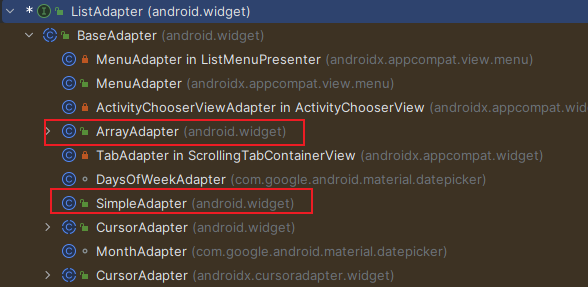 * ListAdapter (android.widget)
BaseAdapter (android.widget)
MenuAdapter in ListMenuPresenter (androidx.appcompat.view.menu)
MenuAdapter (androidx.appcompat.view.menu)
ActivityChooserViewAdapter in ActivityChooserView (androidx.appcompat.wid
ArrayAdapter (android.widget)
TabAdapter in ScrollingTabContainerView (androidx.appcompat.widget)
DaysOfWeekAdapter (com.google.android.material.datepicker)
SimpleAdapter (android.widget)
CursorAdapter (android.widget)
MonthAdapter (com.google.android.material.datepicker)
CursorAdapter (androidx.cursoradapter.widget)